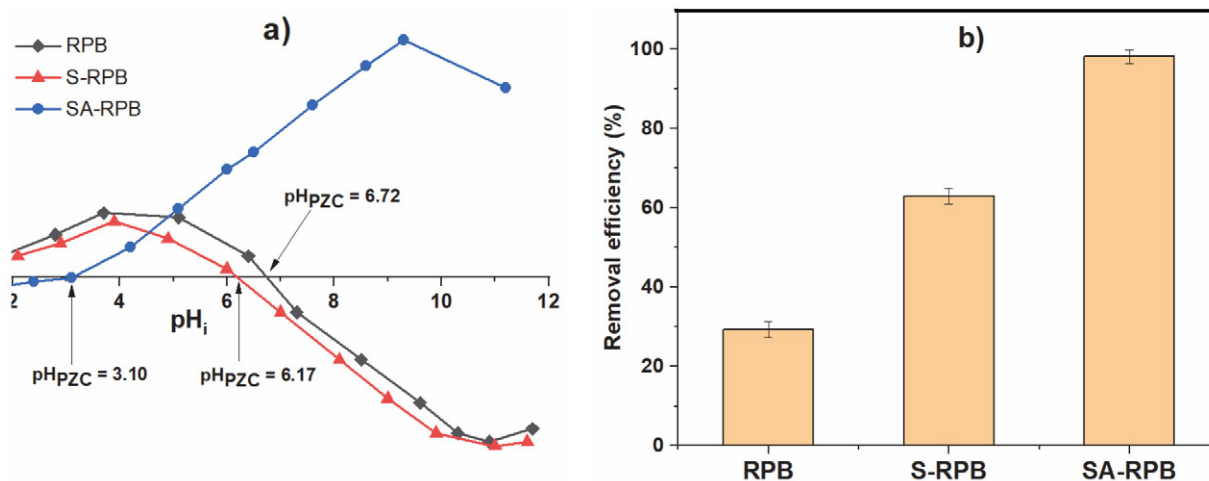 a)
RPB
S-RPB
SA-RPB
pHPZC = 6.72
2 4 6 8 10 12
pHi
pHPZC = 3.10
pHPZC = 6.17
b)
Removal efficiency (%)
100
80
60
40
20
0
RPB S-RPB SA-RPB